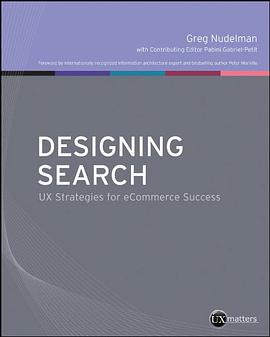 Greg Nudelman
with Contributing Editor Pabini Gabriel-Petit
Foreword by internationally recognized information architecture expert and bestselling author Peter Morville
DESIGNING
SEARCH
UX Strategies for eCommerce Success
UXmatters